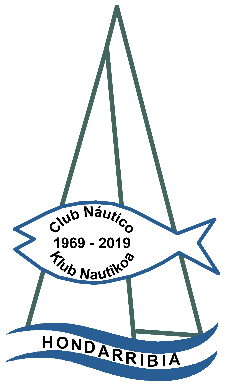 Club Náutico
1969 - 2019
Klub Nautikoa
HONDARRIBIA